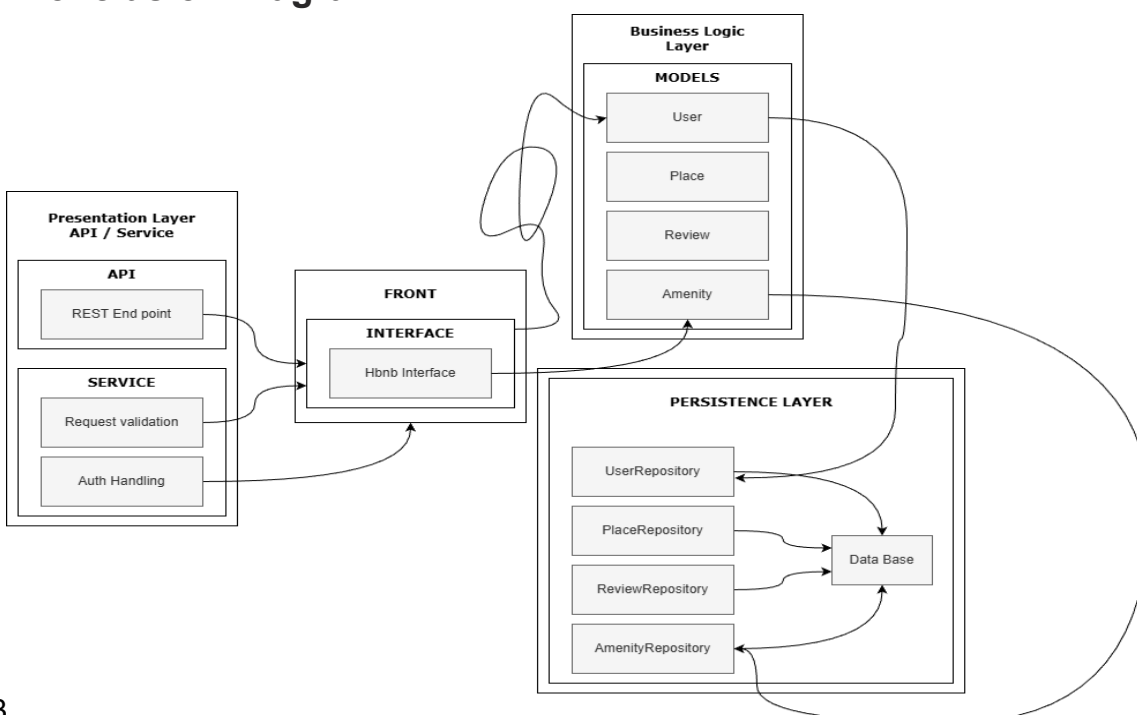 Presentation Layer
API / Service
API
REST End point
SERVICE
Request validation
Auth Handling
FRONT
INTERFACE
Hbnb Interface
Business Logic
Layer
MODELS
User
Place
Review
Amenity
PERSISTENCE LAYER
UserRepository
PlaceRepository
ReviewRepository
AmenityRepository
Data Base